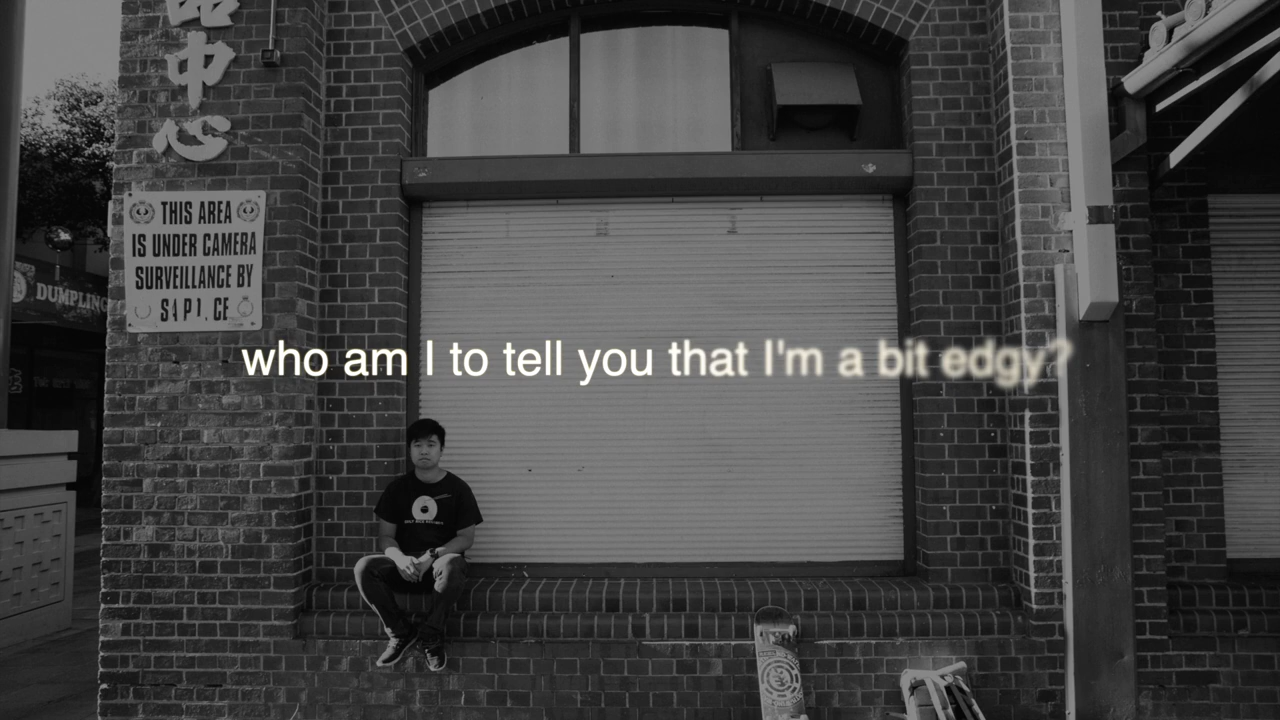 中
心
THIS AREA
IS UNDER CAMERA
SURVEILLANCE BY
DUMPLING
who am I to tell you that I'm a bit edgy?